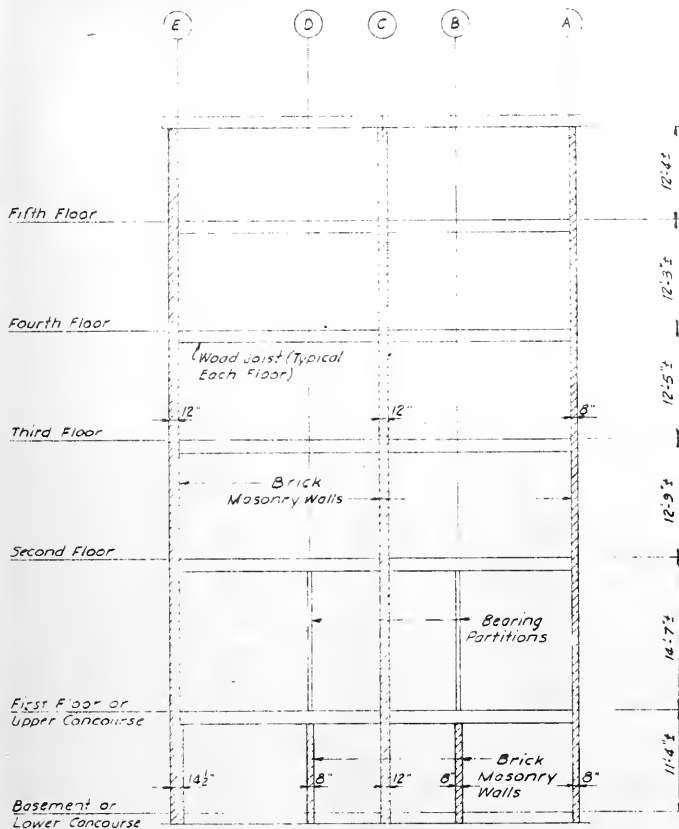 E D C B A
12'-4"±
Fifth Floor
12'-3"±
Fourth Floor
Wood Joist (Typical
Each Floor)
12'-5"±
12" 12" 8"
Third Floor
Brick
Masonry Walls
12'-9"±
Second Floor
Bearing
Partitions
14'-7"±
First Floor or
Upper Concourse
11'-4"±
Brick
Masonry
Walls
14½" 8" 12" 8" 8"
Basement or
Lower Concourse